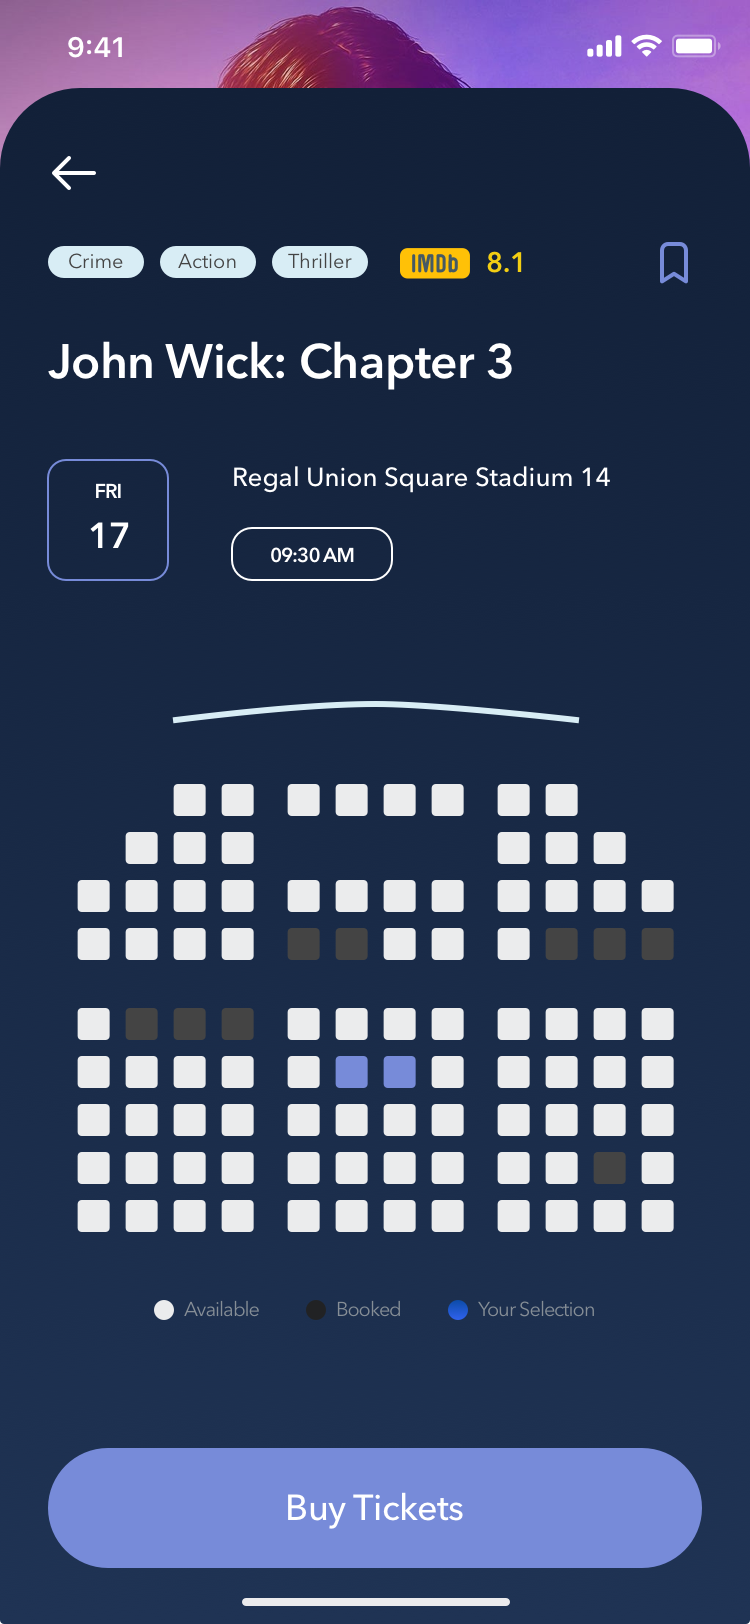 9:41
Crime Action Thriller IMDb 8.1
John Wick: Chapter 3
FRI
17
Regal Union Square Stadium 14
09:30 AM
Available Booked Your Selection
Buy Tickets